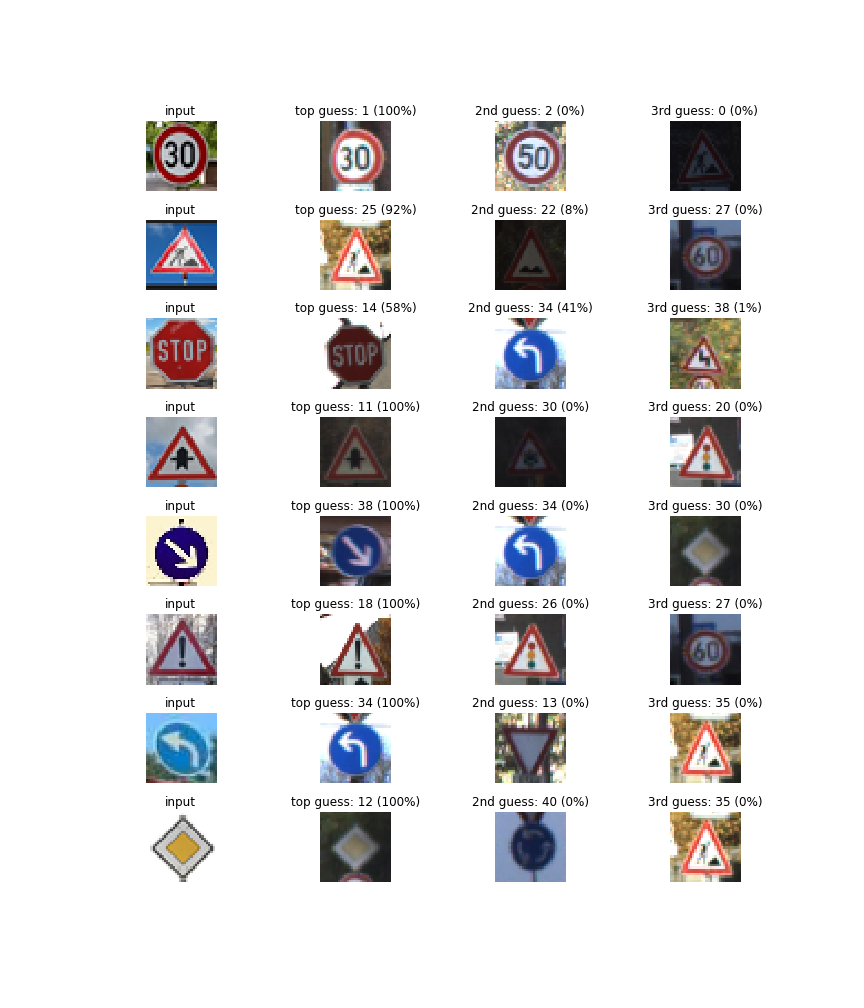 input top guess: 1 (100%) 2nd guess: 2 (0%) 3rd guess: 0 (0%)
30 30 50
input top guess: 25 (92%) 2nd guess: 22 (8%) 3rd guess: 27 (0%)
60
input top guess: 14 (58%) 2nd guess: 34 (41%) 3rd guess: 38 (1%)
STOP STOP
input top guess: 11 (100%) 2nd guess: 30 (0%) 3rd guess: 20 (0%)
input top guess: 38 (100%) 2nd guess: 34 (0%) 3rd guess: 30 (0%)
input top guess: 18 (100%) 2nd guess: 26 (0%) 3rd guess: 27 (0%)
60
input top guess: 34 (100%) 2nd guess: 13 (0%) 3rd guess: 35 (0%)
input top guess: 12 (100%) 2nd guess: 40 (0%) 3rd guess: 35 (0%)